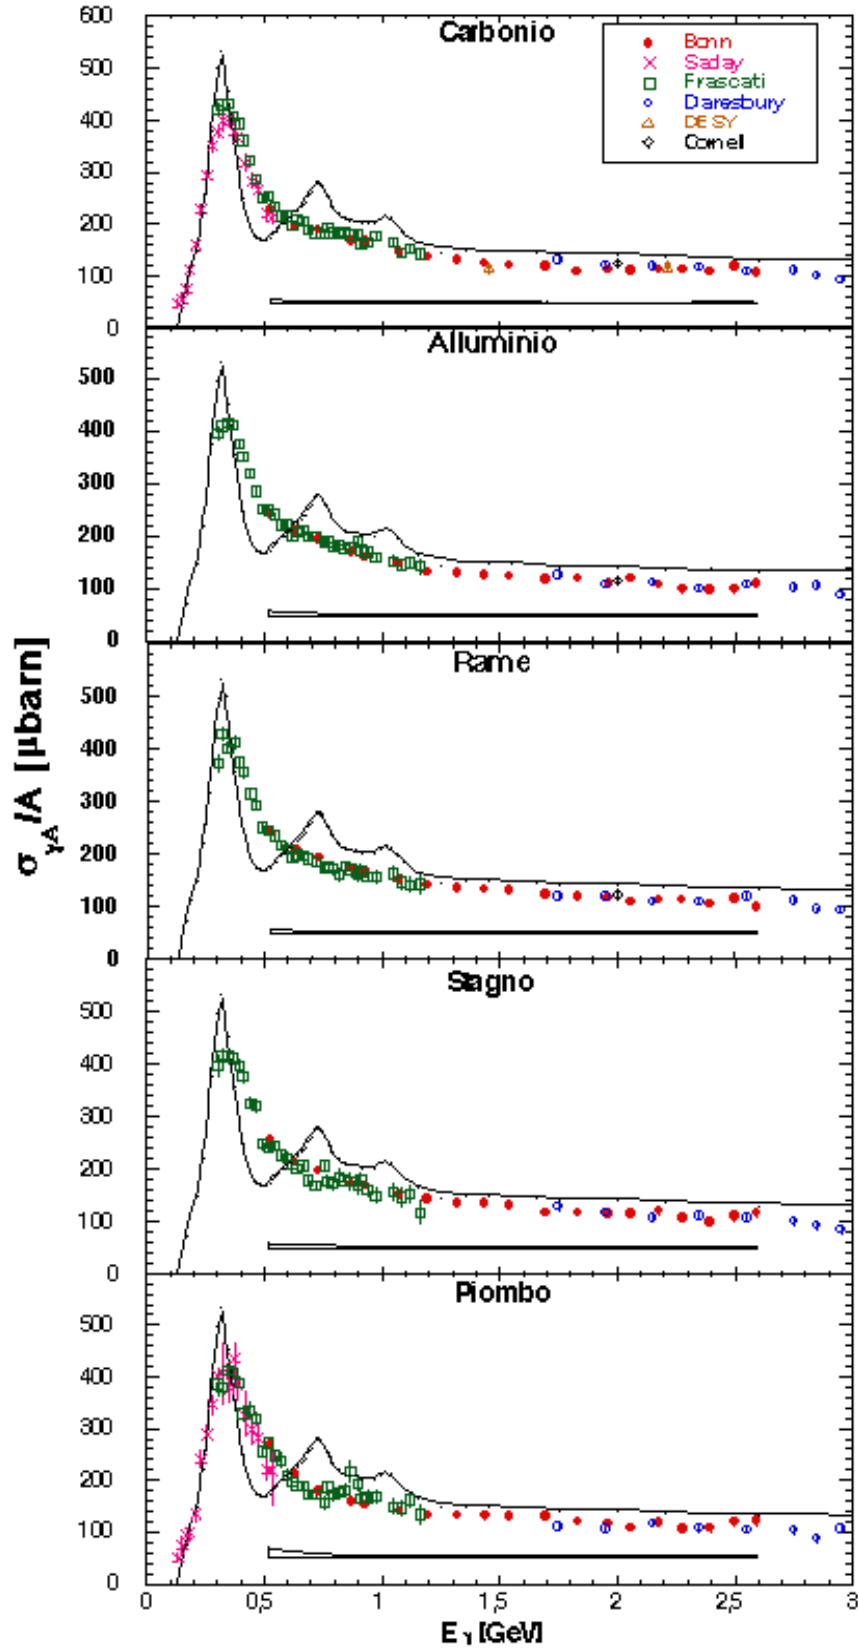 600
Carbonio
Bonn
Saclay
Frascati
Daresbury
DESY
Cornell
500
400
300
200
100
0
Alluminio
500
400
300
200
100
0
Rame
500
400
300
200
100
0
Stagno
500
400
300
200
100
0
Piombo
500
400
300
200
100
0
σγA /A [μbarn]
0 0,5 1 1,5 2 2,5 3
Eγ [GeV]